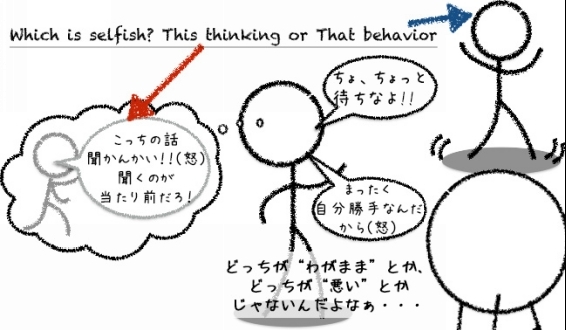 Which is selfish? This thinking or That behavior
ちょ、ちょっと
待ちなよ!!
こっちの話
聞かんかい!!(怒)
聞くのが
当たり前だろ!
まったく
自分勝手なんだ
から(怒)
どっちが“わがまま”とか、
どっちが“悪い”とか
じゃないんだよなぁ・・・